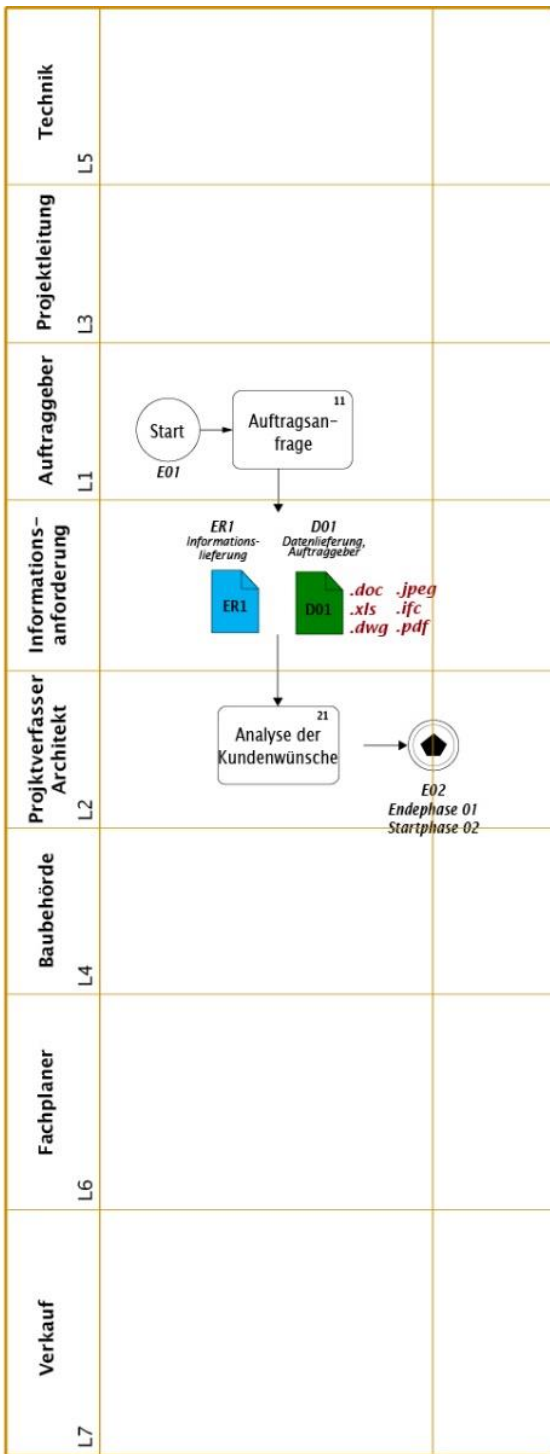 Technik
L5
Projektleitung
L3
Auftraggeber
L1
Start
E01
11
Auftragsan-
frage
Informations-
anforderung
ER1
Informations-
lieferung
ER1
D01
Datenlieferung,
Auftraggeber
D01
.doc .jpeg
.xls .ifc
.dwg .pdf
Projktverfasser
Architekt
L2
21
Analyse der
Kundenwünsche
E02
Endephase 01
Startphase 02
Baubehörde
L4
Fachplaner
L6
Verkauf
L7